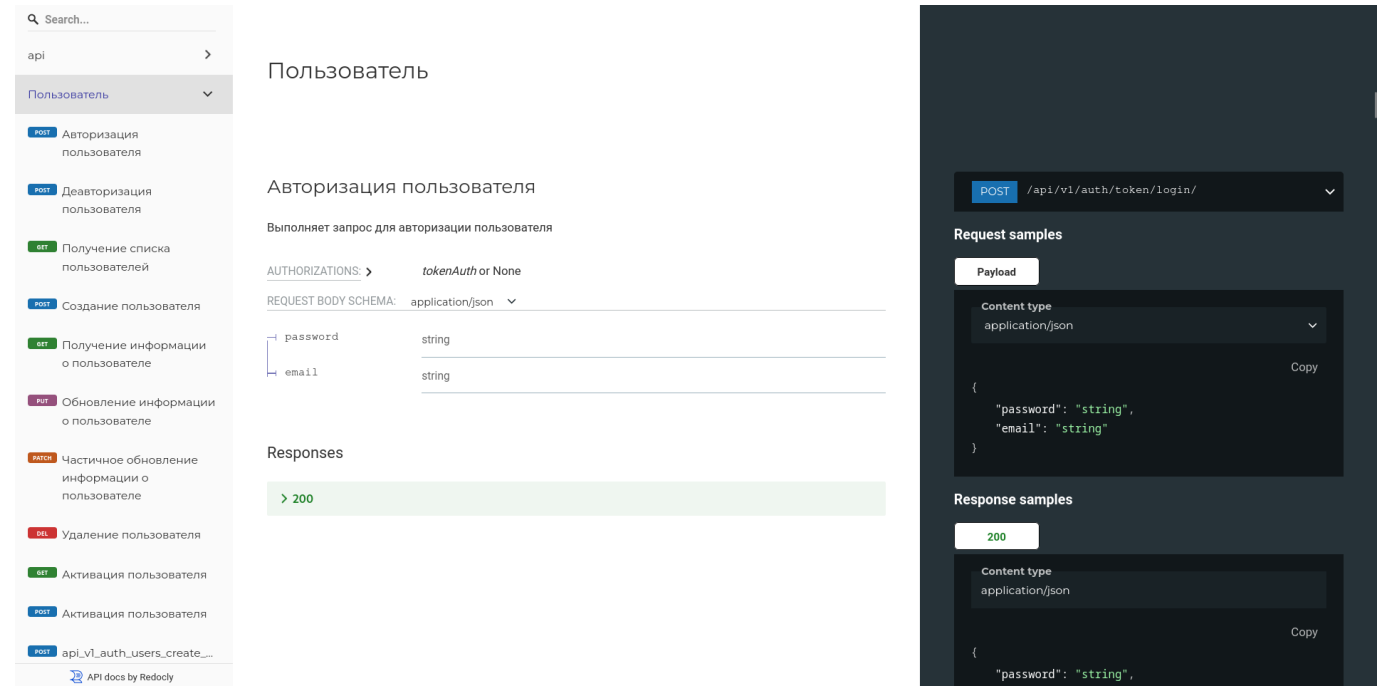 Search...
api
Пользователь
POST Авторизация
пользователя
POST Деавторизация
пользователя
GET Получение списка
пользователей
POST Создание пользователя
GET Получение информации
о пользователе
PUT Обновление информации
о пользователе
PATCH Частичное обновление
информации о
пользователе
DEL Удаление пользователя
GET Активация пользователя
POST Активация пользователя
POST api_v1_auth_users_create_...
API docs by Redocly
Пользователь
Авторизация пользователя
Выполняет запрос для авторизации пользователя
AUTHORIZATIONS: tokenAuth or None
REQUEST BODY SCHEMA: application/json
password string
email string
Responses
200
POST /api/v1/auth/token/login/
Request samples
Payload
Content type
application/json
Copy
{
"password": "string",
"email": "string"
}
Response samples
200
Content type
application/json
Copy
{
"password": "string",